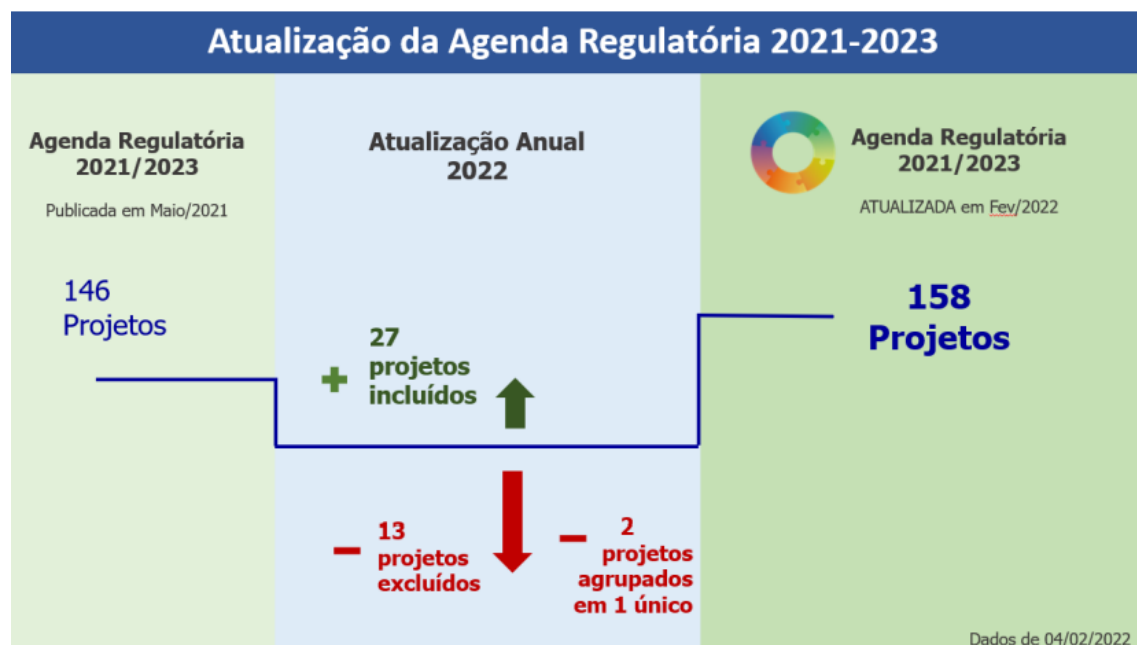 Atualização da Agenda Regulatória 2021-2023
Agenda Regulatória
2021/2023
Publicada em Maio/2021
146
Projetos
Atualização Anual
2022
+ 27
projetos
incluídos
− 13
projetos
excluídos
− 2
projetos
agrupados
em 1 único
Agenda Regulatória
2021/2023
ATUALIZADA em Fev/2022
158
Projetos
Dados de 04/02/2022